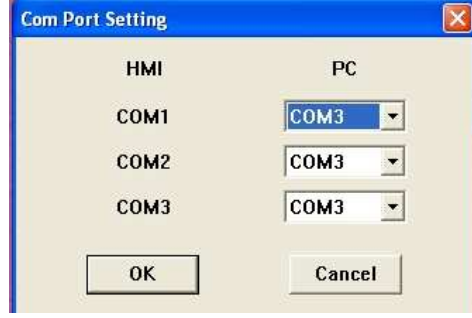 Com Port Setting
HMI PC
COM1 COM3
COM2 COM3
COM3 COM3
OK Cancel